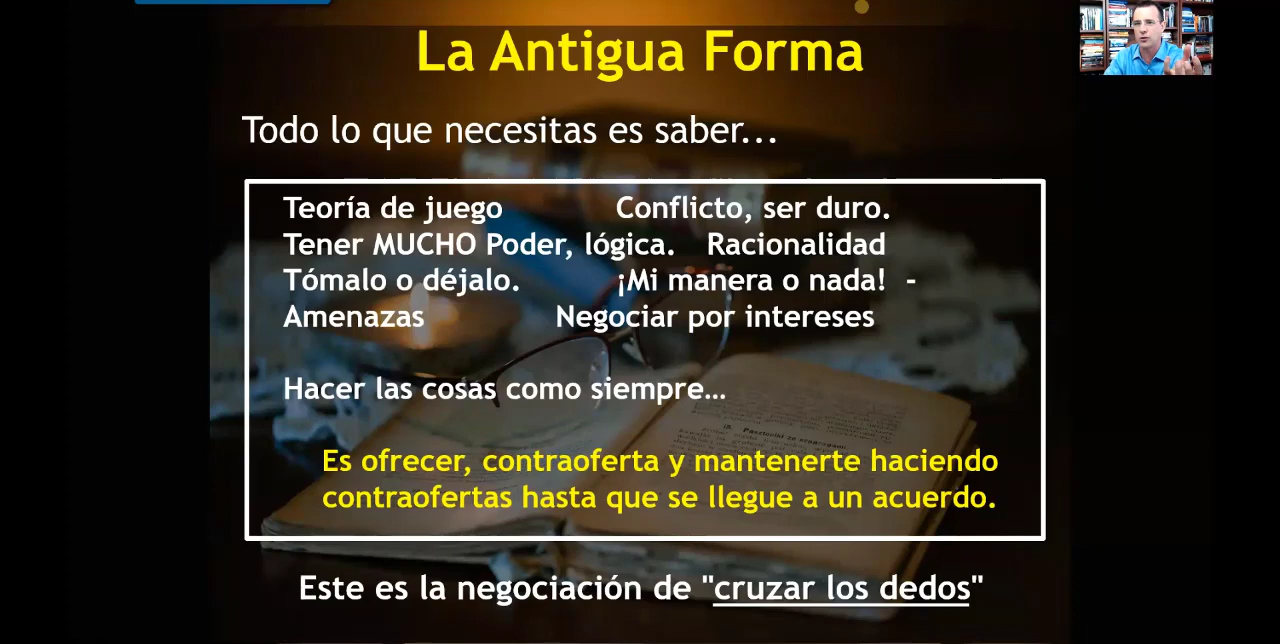 La Antigua Forma
Todo lo que necesitas es saber...
Teoría de juego Conflicto, ser duro.
Tener MUCHO Poder, lógica. Racionalidad
Tómalo o déjalo. ¡Mi manera o nada! -
Amenazas Negociar por intereses
Hacer las cosas como siempre…
Es ofrecer, contraoferta y mantenerte haciendo
contraofertas hasta que se llegue a un acuerdo.
Este es la negociación de "cruzar los dedos"